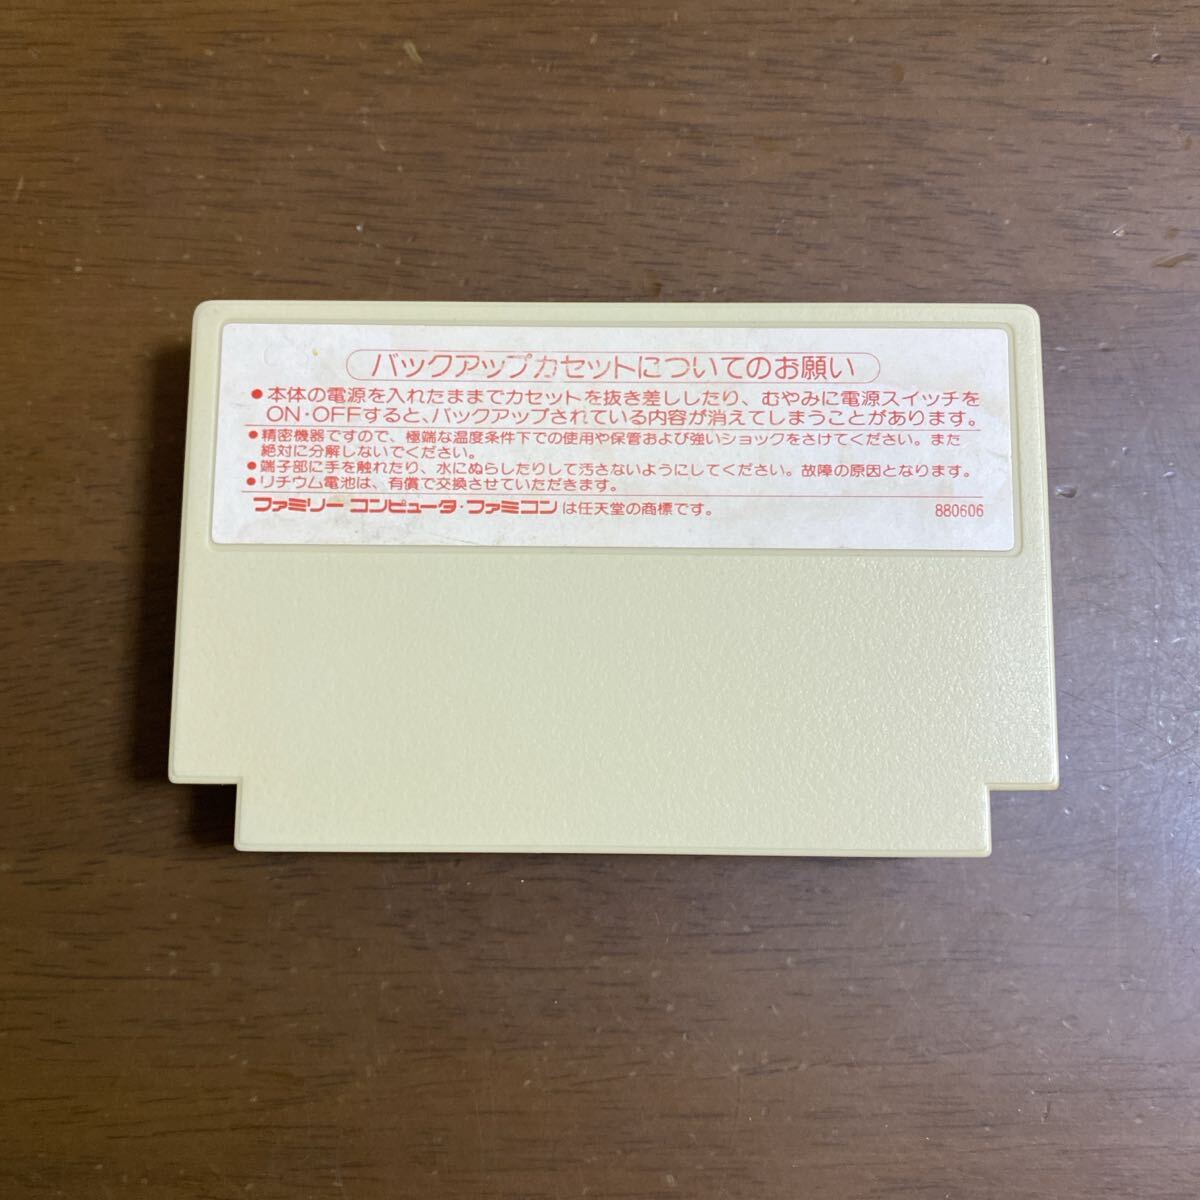 バックアップカセットについてのお願い
●本体の電源を入れたままでカセットを抜き差ししたり、むやみに電源スイッチを
ON・OFFすると、バックアップされている内容が消えてしまうことがあります。
●精密機器ですので、極端な温度条件下での使用や保管および強いショックをさけてください。また
絶対に分解しないでください。
●端子部に手を触れたり、水にぬらしたりして汚さないようにしてください。故障の原因となります。
●リチウム電池は、有償で交換させていただきます。
ファミリーコンピュータ・ファミコンは任天堂の商標です。 880606